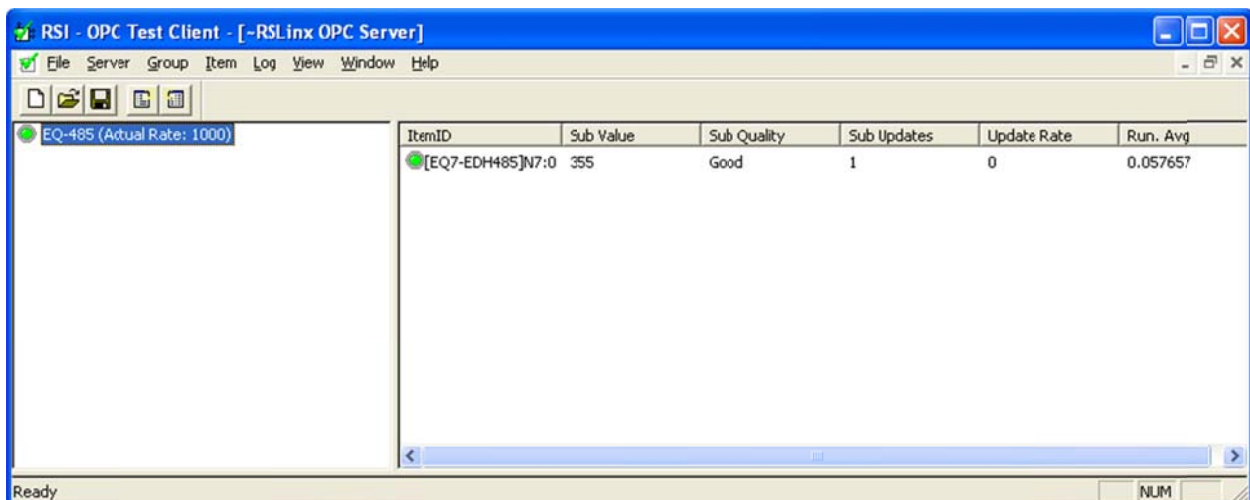 RSI - OPC Test Client - [~RSLinx OPC Server]
File Server Group Item Log View Window Help
EQ-485 (Actual Rate: 1000)
ItemID Sub Value Sub Quality Sub Updates Update Rate Run. Avg
[EQ7-EDH485]N7:0 355 Good 1 0 0.057657
Ready NUM